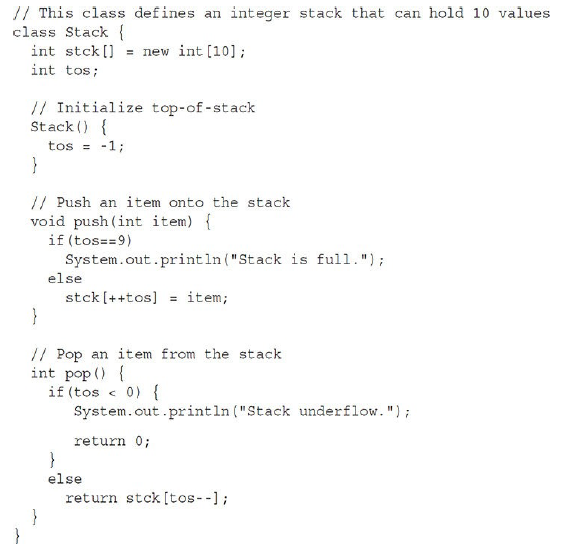 // This class defines an integer stack that can hold 10 values
class Stack {
int stck[] = new int[10];
int tos;
// Initialize top-of-stack
Stack() {
tos = -1;
}
// Push an item onto the stack
void push(int item) {
if(tos==9)
System.out.println("Stack is full.");
else
stck[++tos] = item;
}
// Pop an item from the stack
int pop() {
if(tos < 0) {
System.out.println("Stack underflow.");
return 0;
}
else
return stck[tos--];
}
}